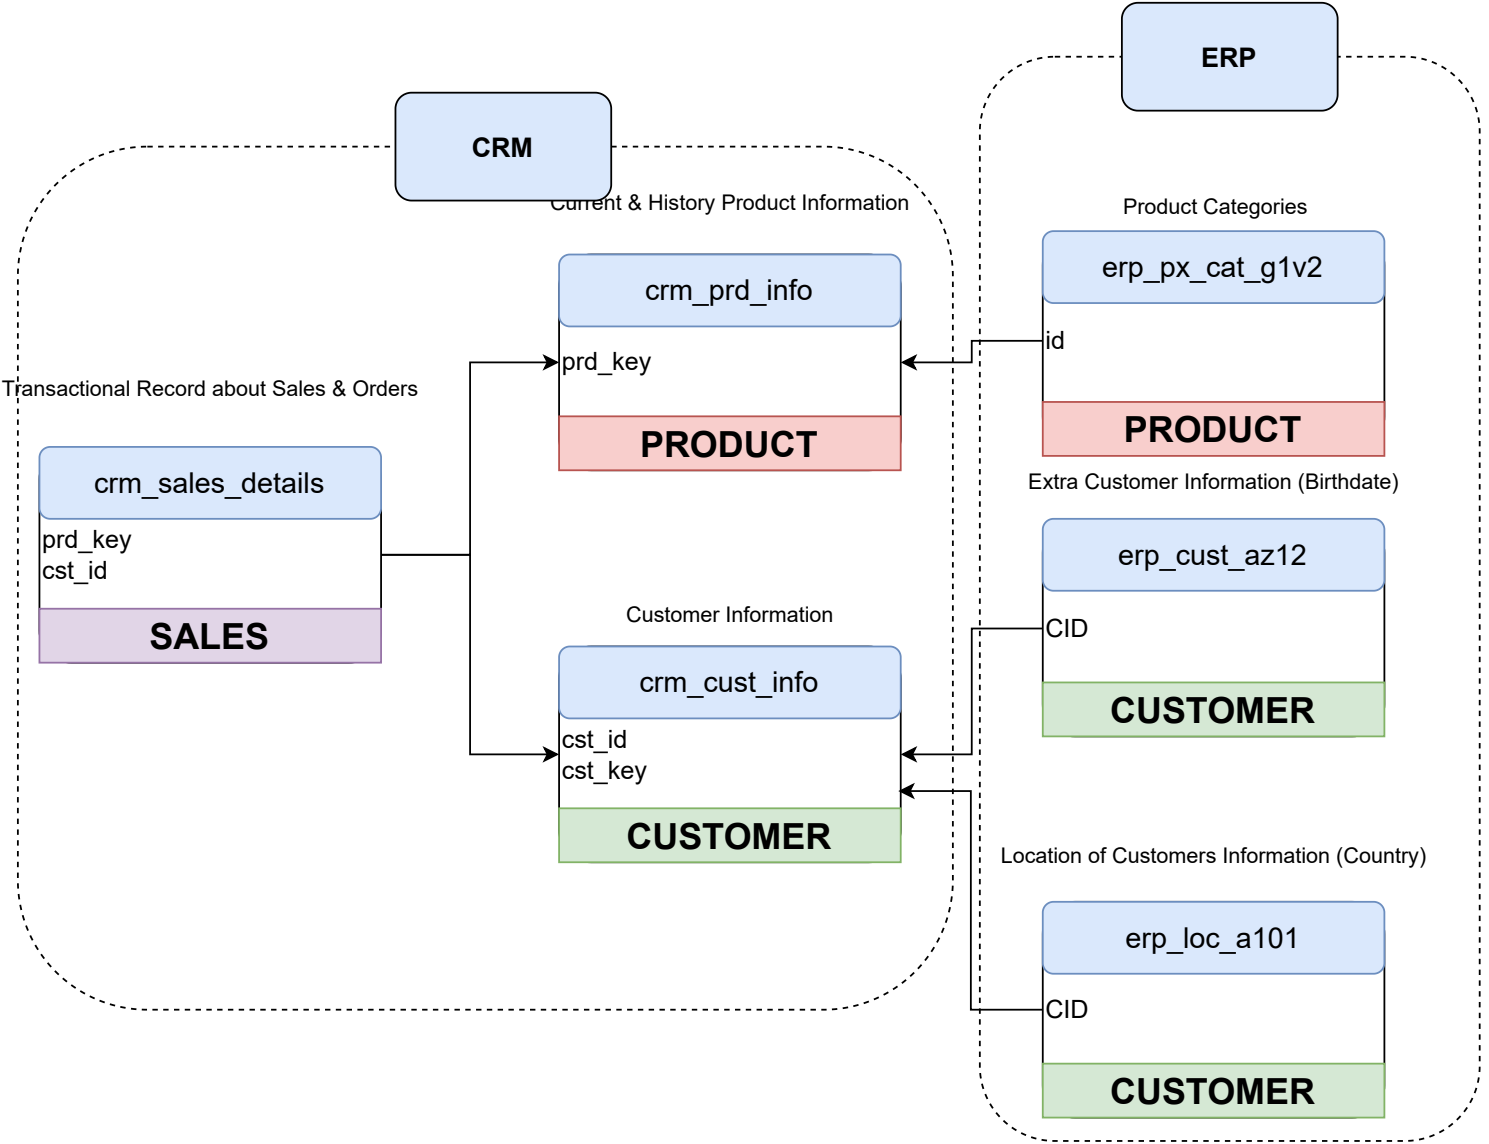 ERP
CRM
Current & History Product Information
crm_prd_info
prd_key
PRODUCT
Transactional Record about Sales & Orders
crm_sales_details
prd_key
cst_id
SALES
Customer Information
crm_cust_info
cst_id
cst_key
CUSTOMER
Product Categories
erp_px_cat_g1v2
id
PRODUCT
Extra Customer Information (Birthdate)
erp_cust_az12
CID
CUSTOMER
Location of Customers Information (Country)
erp_loc_a101
CID
CUSTOMER